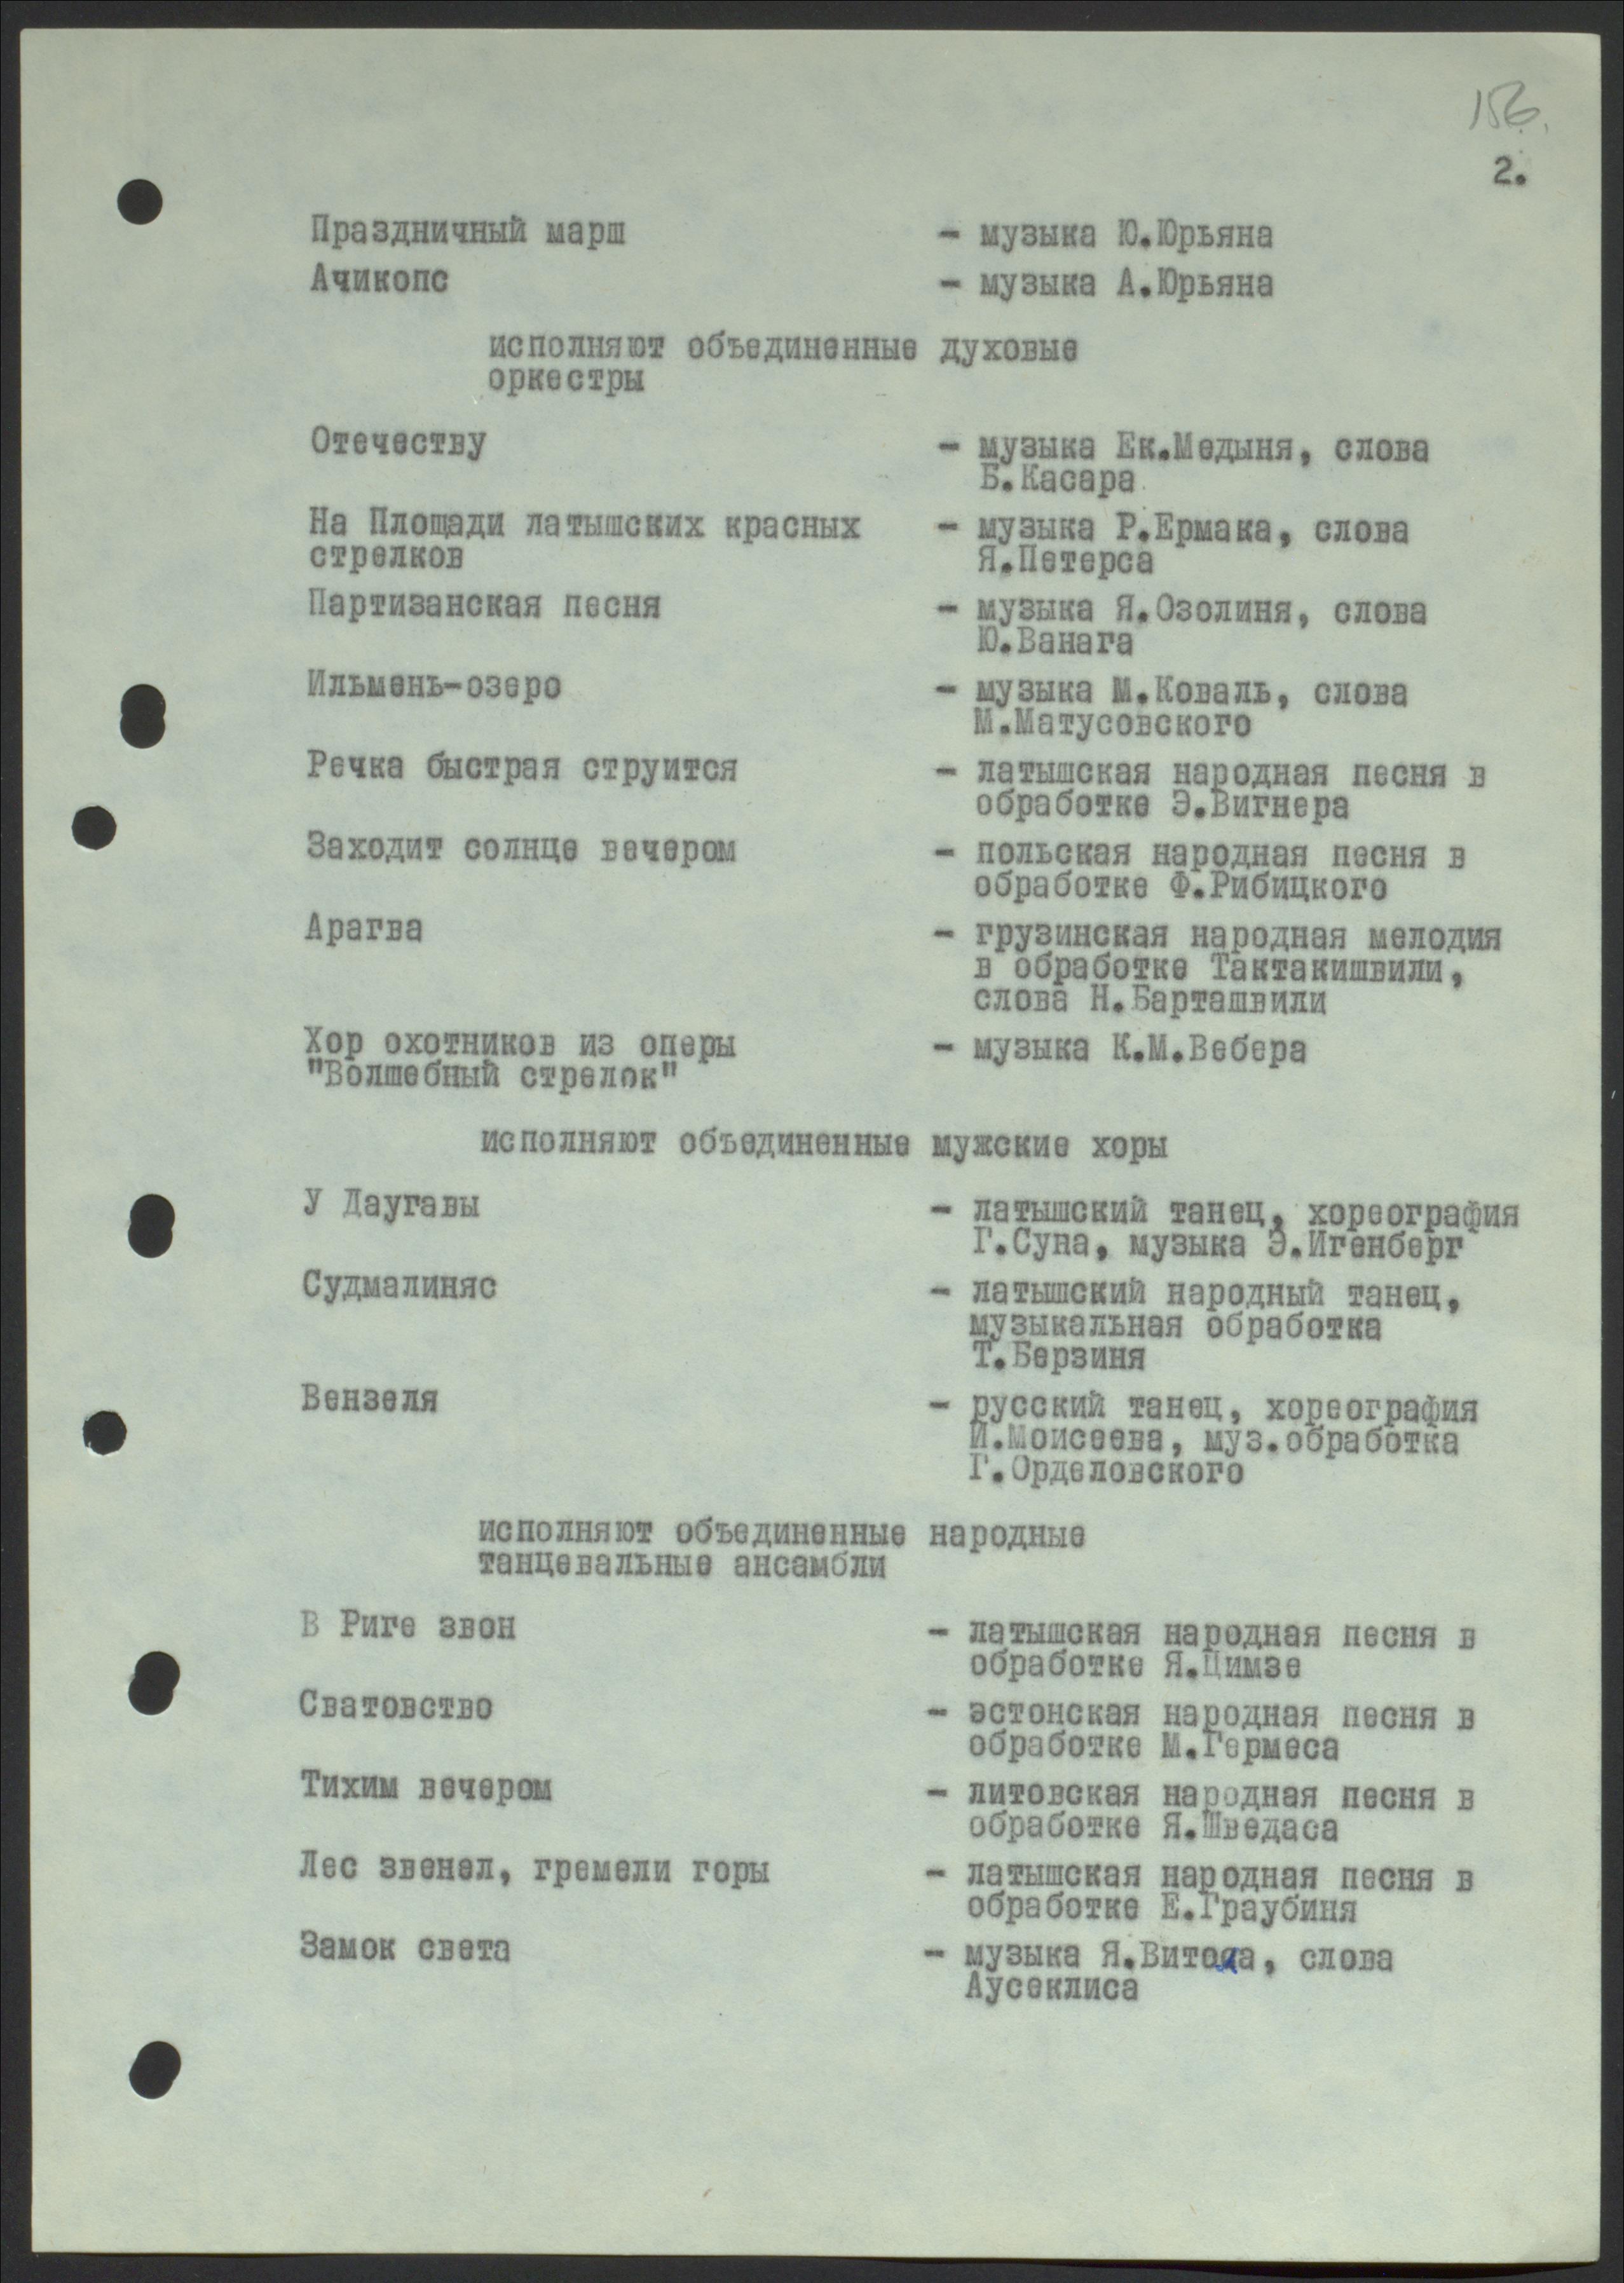 156.
2.
Праздничный марш - музыка Ю.Юрьяна
Ачикопс - музыка А.Юрьяна
исполняют объединенные духовые
оркестры
Отечеству - музыка Ек.Медыня, слова
Б.Касара
На Площади латышских красных - музыка Р.Ермака, слова
стрелков Я.Петерса
Партизанская песня - музыка Я.Озолиня, слова
Ю.Ванага
Ильмень-озеро - музыка М.Коваль, слова
М.Матусовского
Речка быстрая струится - латышская народная песня в
обработке Э.Вигнера
Заходит солнце вечером - польская народная песня в
обработке Ф.Рибицкого
Арагва - грузинская народная мелодия
в обработке Тактакишвили,
слова Н.Барташвили
Хор охотников из оперы - музыка К.М.Вебера
"Волшебный стрелок"
исполняют объединенные мужские хоры
У Даугавы - латышский танец, хореография
Г.Суна, музыка Э.Игенберг
Судмалиняс - латышский народный танец,
музыкальная обработка
Т.Берзиня
Вензеля - русский танец, хореография
И.Моисеева, муз.обработка
Г.Орделовского
исполняют объединенные народные
танцевальные ансамбли
В Риге звон - латышская народная песня в
обработке Я.Цимзе
Сватовство - эстонская народная песня в
обработке М.Гермеса
Тихим вечером - литовская народная песня в
обработке Я.Шведаса
Лес звенел, гремели горы - латышская народная песня в
обработке Е.Граубиня
Замок света - музыка Я.Витола, слова
Аусеклиса